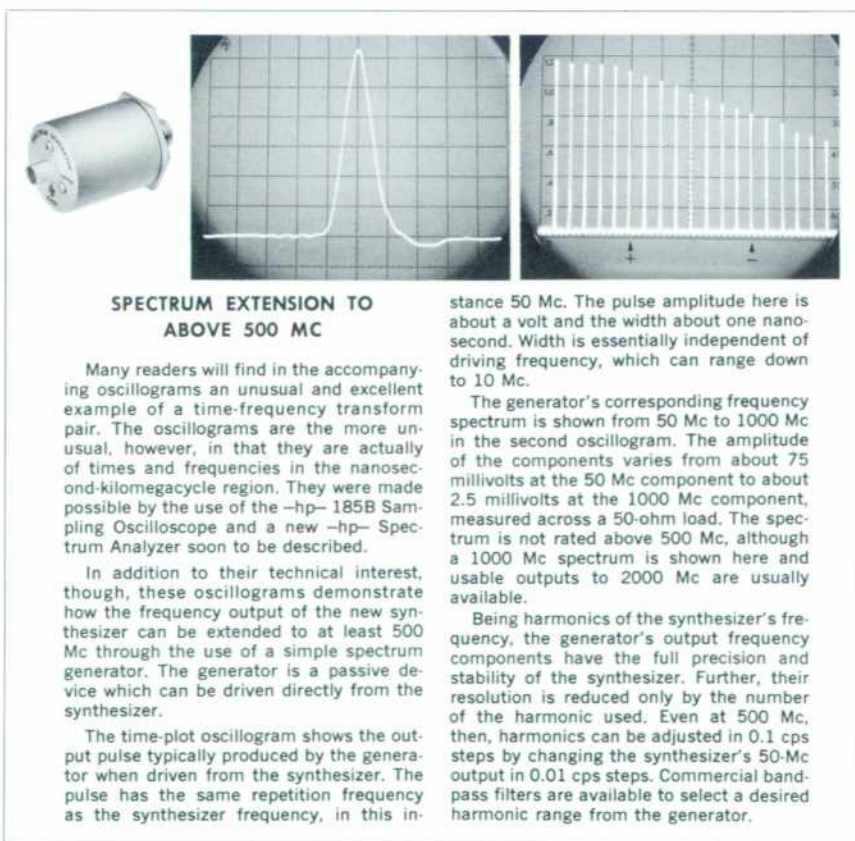 SPECTRUM EXTENSION TO
ABOVE 500 MC
Many readers will find in the accompany-
ing oscillograms an unusual and excellent
example of a time-frequency transform
pair. The oscillograms are the more un-
usual, however, in that they are actually
of times and frequencies in the nanosec-
ond-kilomegacycle region. They were made
possible by the use of the –hp– 185B Sam-
pling Oscilloscope and a new –hp– Spec-
trum Analyzer soon to be described.
In addition to their technical interest,
though, these oscillograms demonstrate
how the frequency output of the new syn-
thesizer can be extended to at least 500
Mc through the use of a simple spectrum
generator. The generator is a passive de-
vice which can be driven directly from the
synthesizer.
The time-plot oscillogram shows the out-
put pulse typically produced by the genera-
tor when driven from the synthesizer. The
pulse has the same repetition frequency
as the synthesizer frequency, in this in-
stance 50 Mc. The pulse amplitude here is
about a volt and the width about one nano-
second. Width is essentially independent of
driving frequency, which can range down
to 10 Mc.
The generator's corresponding frequency
spectrum is shown from 50 Mc to 1000 Mc
in the second oscillogram. The amplitude
of the components varies from about 75
millivolts at the 50 Mc component to about
2.5 millivolts at the 1000 Mc component,
measured across a 50-ohm load. The spec-
trum is not rated above 500 Mc, although
a 1000 Mc spectrum is shown here and
usable outputs to 2000 Mc are usually
available.
Being harmonics of the synthesizer's fre-
quency, the generator's output frequency
components have the full precision and
stability of the synthesizer. Further, their
resolution is reduced only by the number
of the harmonic used. Even at 500 Mc,
then, harmonics can be adjusted in 0.1 cps
steps by changing the synthesizer's 50-Mc
output in 0.01 cps steps. Commercial band-
pass filters are available to select a desired
harmonic range from the generator.